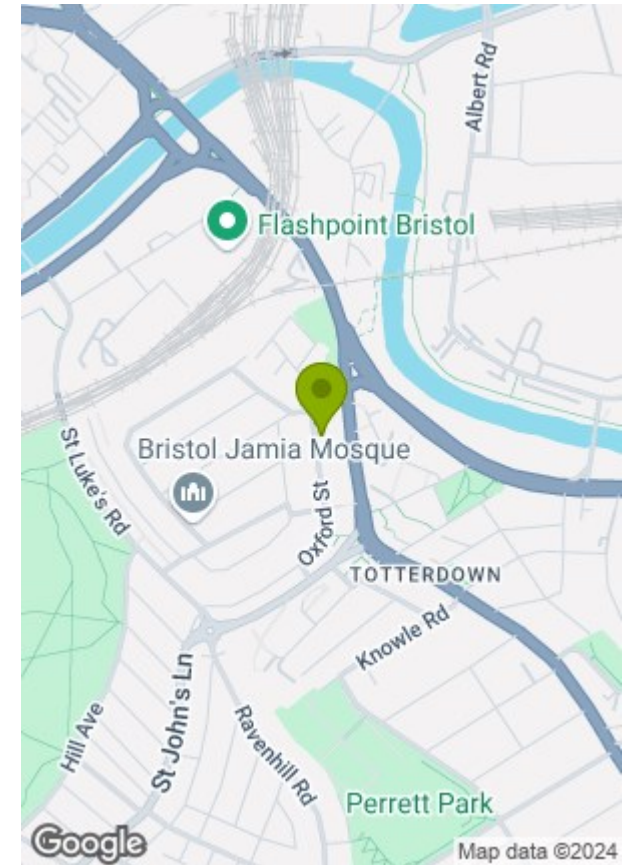 Albert Rd
Flashpoint Bristol
Bristol Jamia Mosque
St Luke's Rd
Oxford St
TOTTERDOWN
Knowle Rd
St John's Ln
Hill Ave
Ravenhill Rd
Perrett Park
Google
Map data ©2024